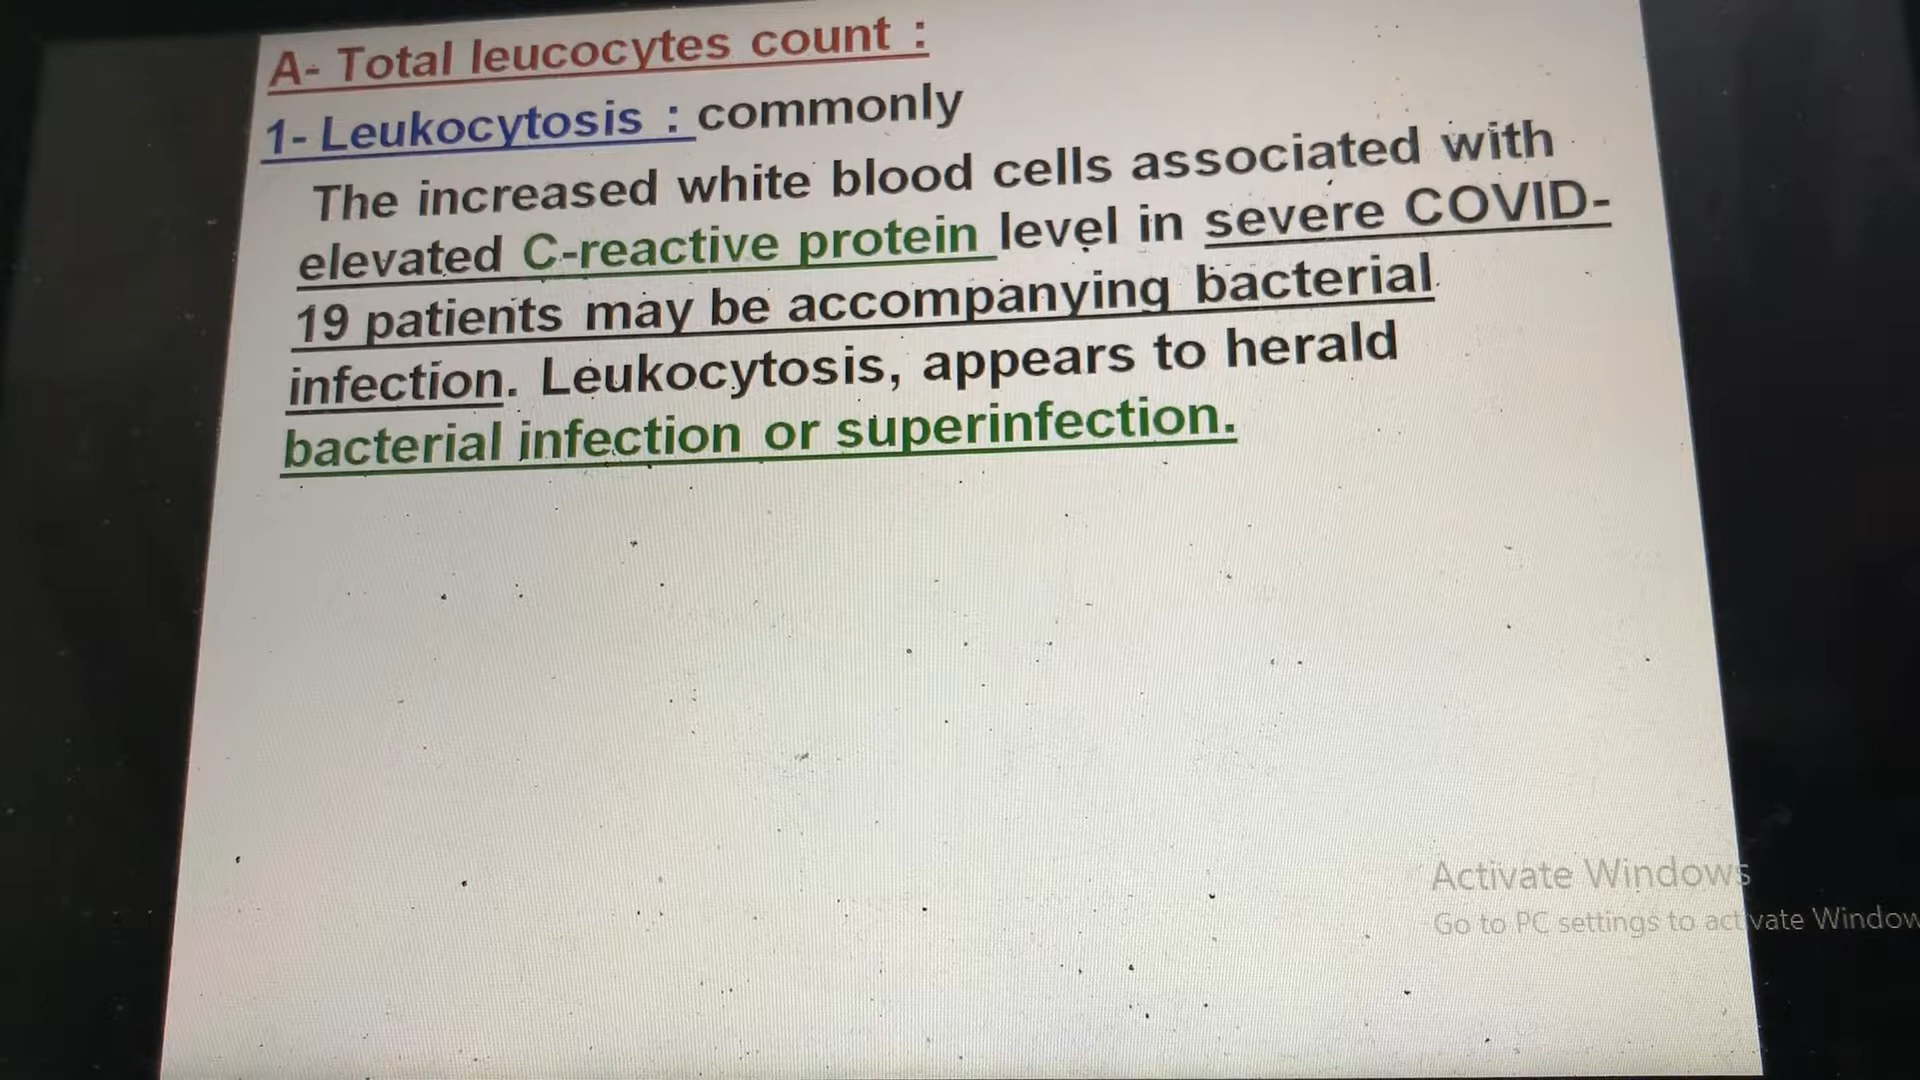 A- Total leucocytes count :
1- Leukocytosis : commonly
The increased white blood cells associated with
elevated C-reactive protein level in severe COVID-
19 patients may be accompanying bacterial
infection. Leukocytosis, appears to herald
bacterial infection or superinfection.
Activate Windows
Go to PC settings to activate Window